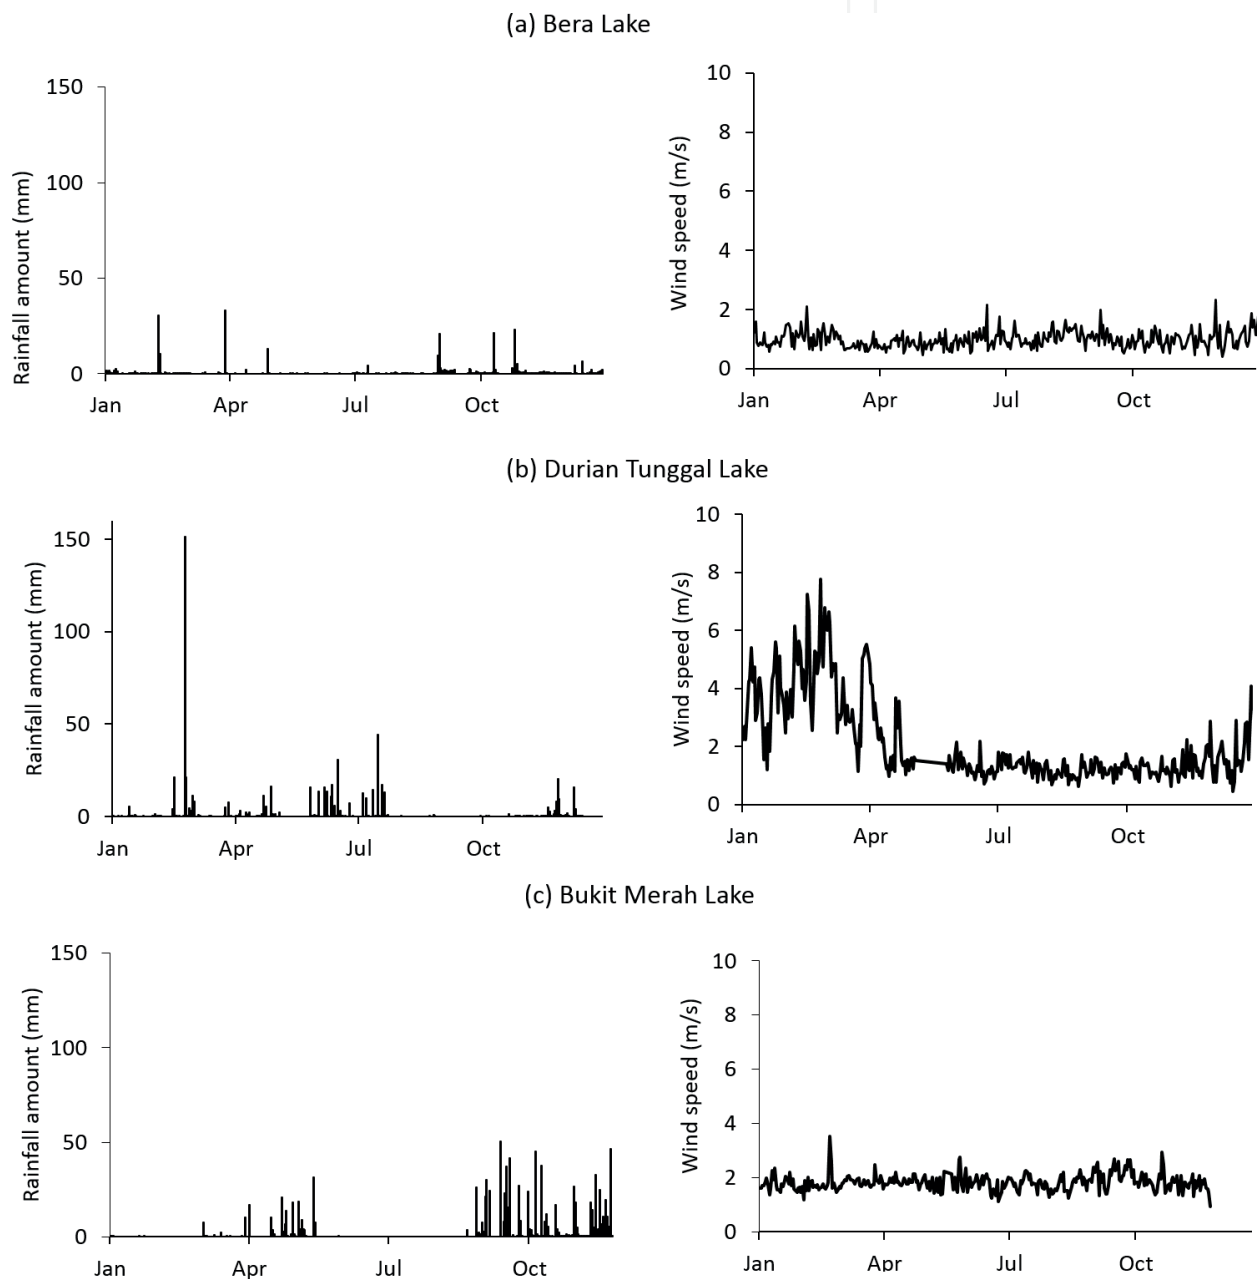 (a) Bera Lake
Rainfall amount (mm)
150
100
50
0
Jan Apr Jul Oct
Wind speed (m/s)
10
8
6
4
2
0
Jan Apr Jul Oct
(b) Durian Tunggal Lake
Rainfall amount (mm)
150
100
50
0
Jan Apr Jul Oct
Wind speed (m/s)
10
8
6
4
2
0
Jan Apr Jul Oct
(c) Bukit Merah Lake
Rainfall amount (mm)
150
100
50
0
Jan Apr Jul Oct
Wind speed (m/s)
10
8
6
4
2
0
Jan Apr Jul Oct